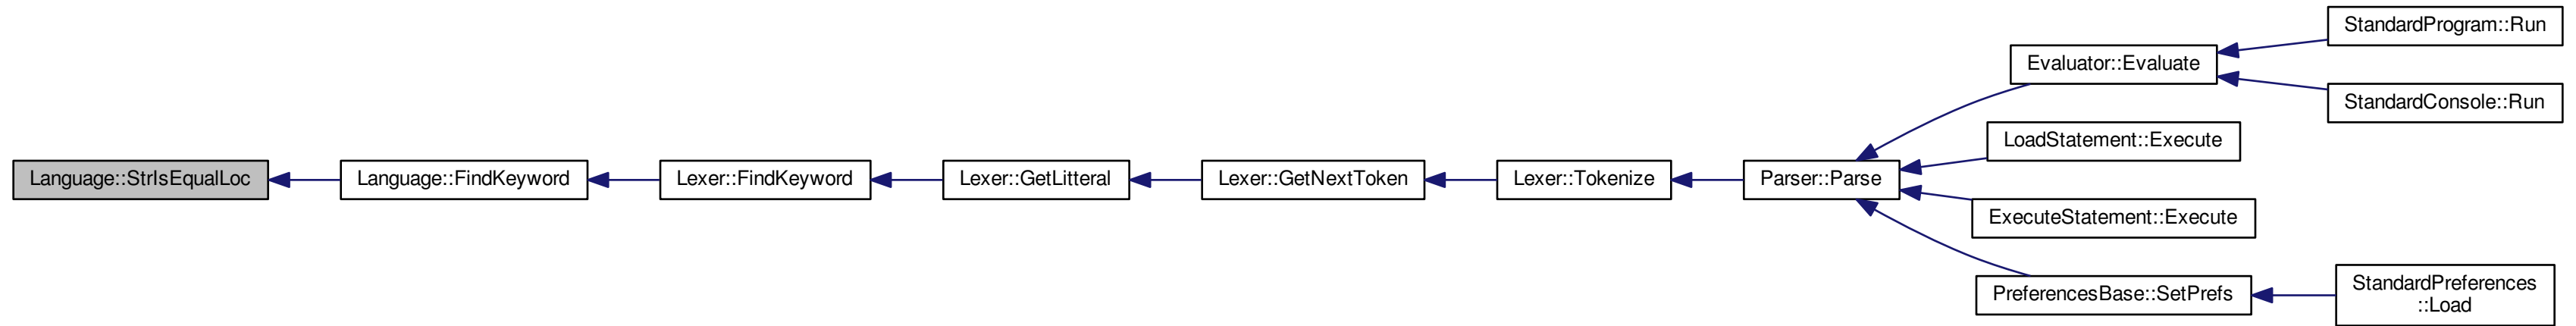 Language::StrIsEqualLoc
Language::FindKeyword
Lexer::FindKeyword
Lexer::GetLitteral
Lexer::GetNextToken
Lexer::Tokenize
Parser::Parse
Evaluator::Evaluate
StandardProgram::Run
StandardConsole::Run
LoadStatement::Execute
ExecuteStatement::Execute
PreferencesBase::SetPrefs
StandardPreferences
::Load